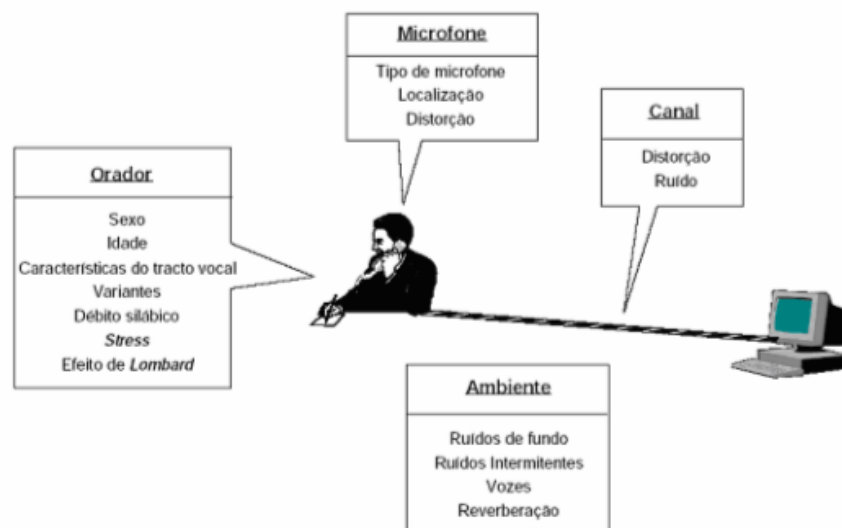 Microfone
Tipo de microfone
Localização
Distorção
Canal
Distorção
Ruído
Orador
Sexo
Idade
Características do tracto vocal
Variantes
Débito silábico
Stress
Efeito de Lombard
Ambiente
Ruídos de fundo
Ruídos Intermitentes
Vozes
Reverberação